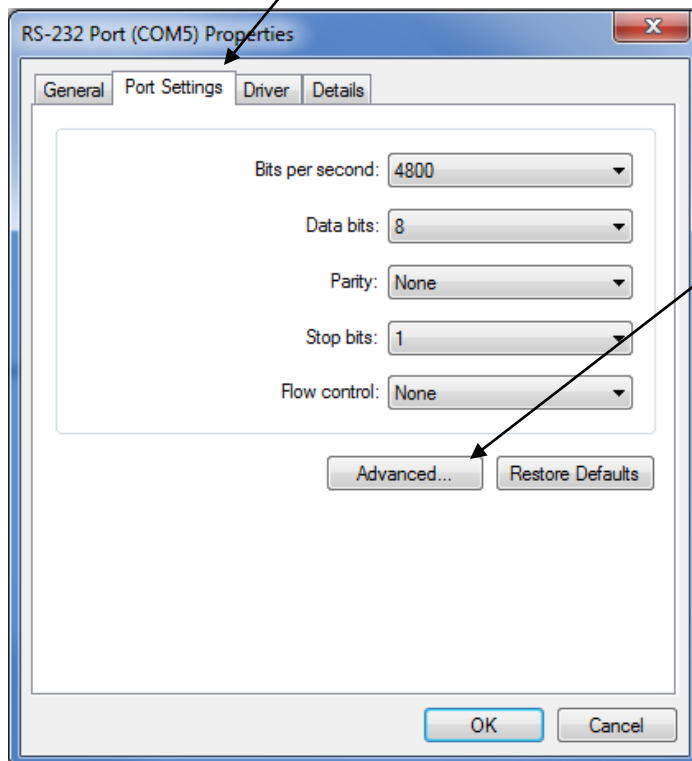 RS-232 Port (COM5) Properties
General Port Settings Driver Details
Bits per second: 4800
Data bits: 8
Parity: None
Stop bits: 1
Flow control: None
Advanced... Restore Defaults
OK Cancel